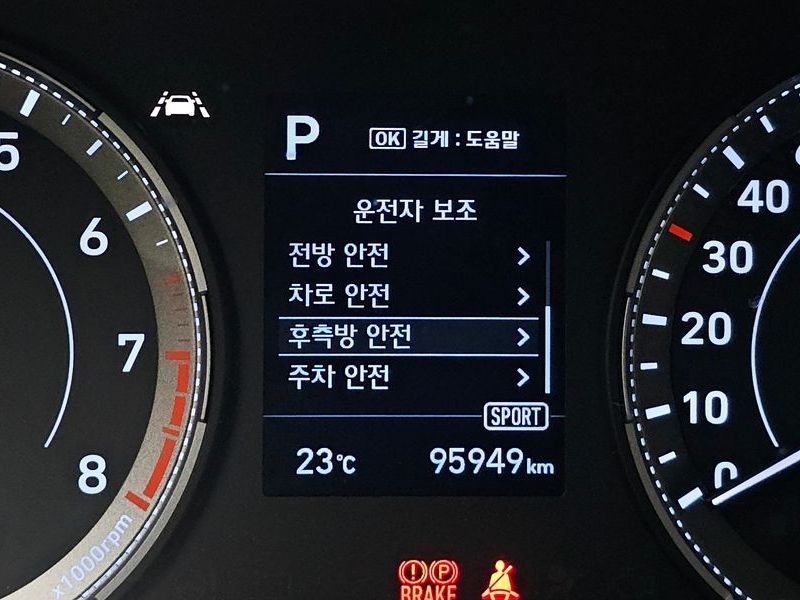 P
OK 길게 : 도움말
운전자 보조
전방 안전
차로 안전
후측방 안전
주차 안전
SPORT
23℃ 95949km
5
6
7
8
x1000rpm
40
30
20
10
0
P
BRAKE